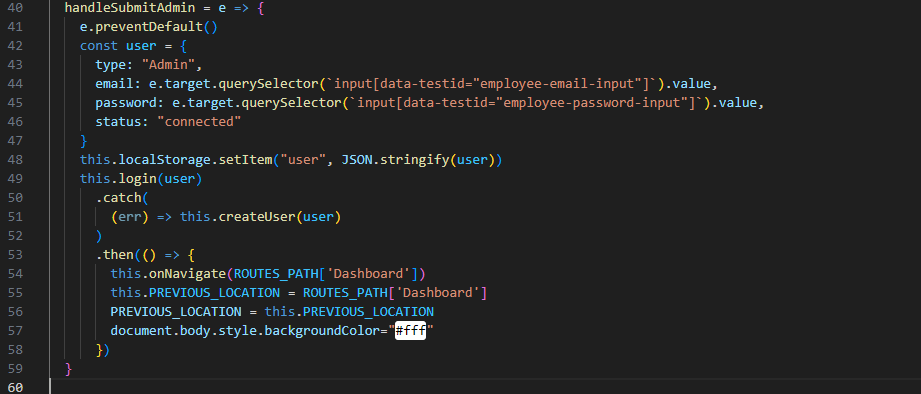 40 handleSubmitAdmin = e => {
41 e.preventDefault()
42 const user = {
43 type: "Admin",
44 email: e.target.querySelector(`input[data-testid="employee-email-input"]`).value,
45 password: e.target.querySelector(`input[data-testid="employee-password-input"]`).value,
46 status: "connected"
47 }
48 this.localStorage.setItem("user", JSON.stringify(user))
49 this.login(user)
50 .catch(
51 (err) => this.createUser(user)
52 )
53 .then(() => {
54 this.onNavigate(ROUTES_PATH['Dashboard'])
55 this.PREVIOUS_LOCATION = ROUTES_PATH['Dashboard']
56 PREVIOUS_LOCATION = this.PREVIOUS_LOCATION
57 document.body.style.backgroundColor="#fff"
58 })
59 }
60